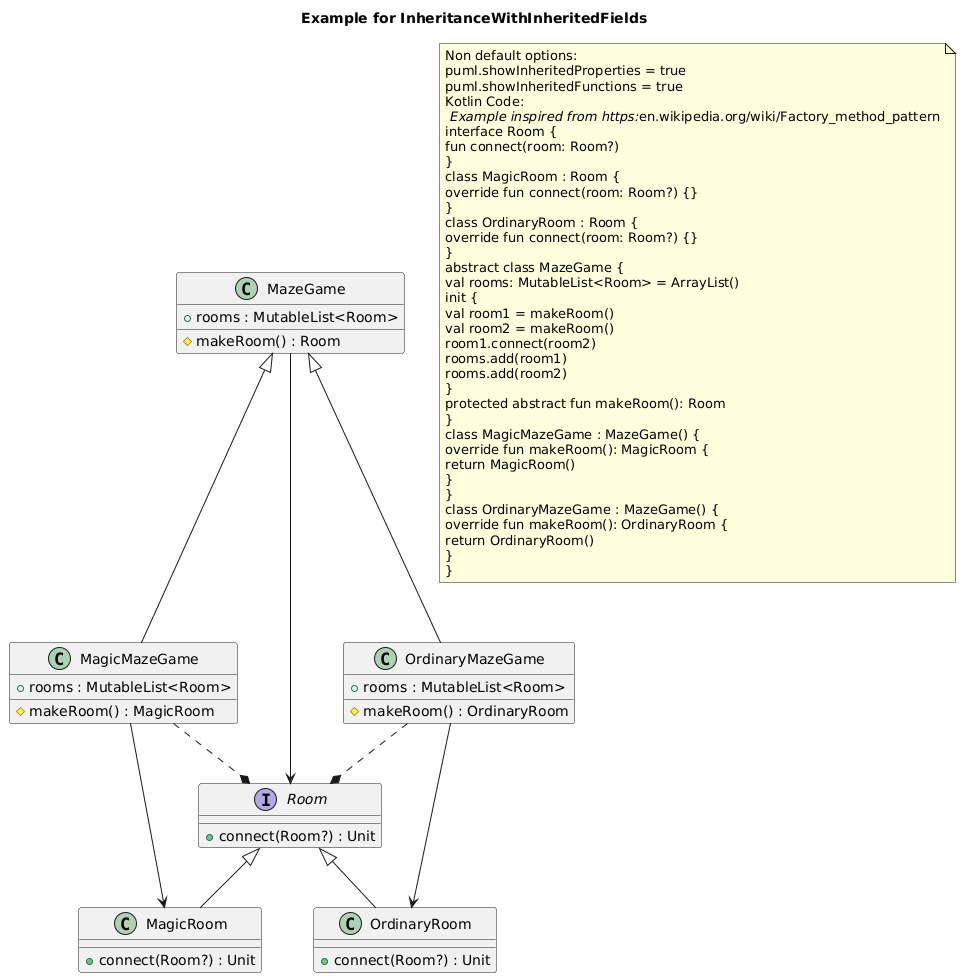 Example for InheritanceWithInheritedFields
Non default options:
puml.showInheritedProperties = true
puml.showInheritedFunctions = true
Kotlin Code:
Example inspired from https:en.wikipedia.org/wiki/Factory_method_pattern
interface Room {
fun connect(room: Room?)
}
class MagicRoom : Room {
override fun connect(room: Room?) {}
}
class OrdinaryRoom : Room {
override fun connect(room: Room?) {}
}
abstract class MazeGame {
val rooms: MutableList<Room> = ArrayList()
init {
val room1 = makeRoom()
val room2 = makeRoom()
room1.connect(room2)
rooms.add(room1)
rooms.add(room2)
}
protected abstract fun makeRoom(): Room
}
class MagicMazeGame : MazeGame() {
override fun makeRoom(): MagicRoom {
return MagicRoom()
}
}
class OrdinaryMazeGame : MazeGame() {
override fun makeRoom(): OrdinaryRoom {
return OrdinaryRoom()
}
}
C MazeGame
rooms : MutableList<Room>
makeRoom() : Room
C MagicMazeGame
rooms : MutableList<Room>
makeRoom() : MagicRoom
C OrdinaryMazeGame
rooms : MutableList<Room>
makeRoom() : OrdinaryRoom
I Room
connect(Room?) : Unit
C MagicRoom
connect(Room?) : Unit
C OrdinaryRoom
connect(Room?) : Unit